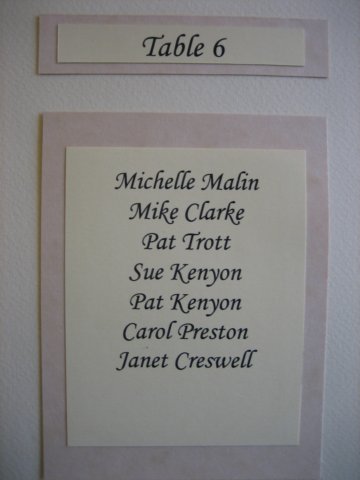 Table 6
Michelle Malin
Mike Clarke
Pat Trott
Sue Kenyon
Pat Kenyon
Carol Preston
Janet Creswell